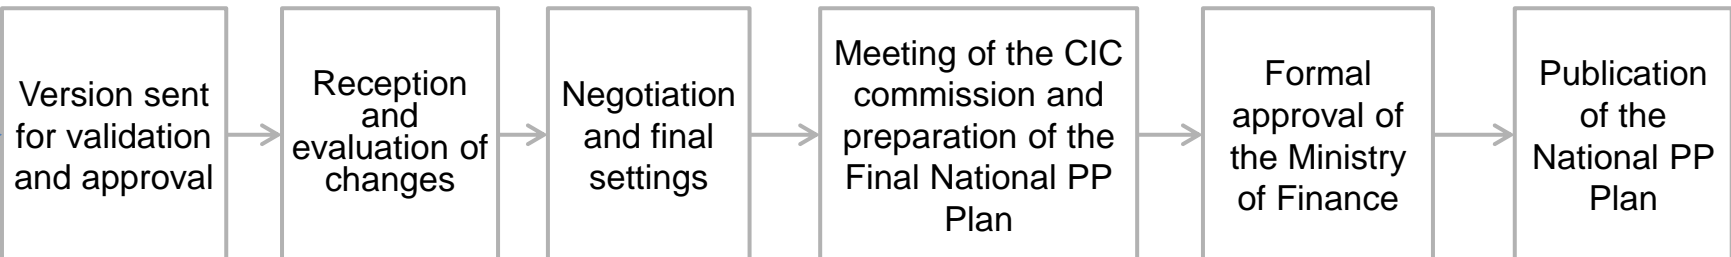 Version sent
for validation
and approval
Reception
and
evaluation of
changes
Negotiation
and final
settings
Meeting of the CIC
commission and
preparation of the
Final National PP
Plan
Formal
approval of
the Ministry
of Finance
Publication
of the
National PP
Plan